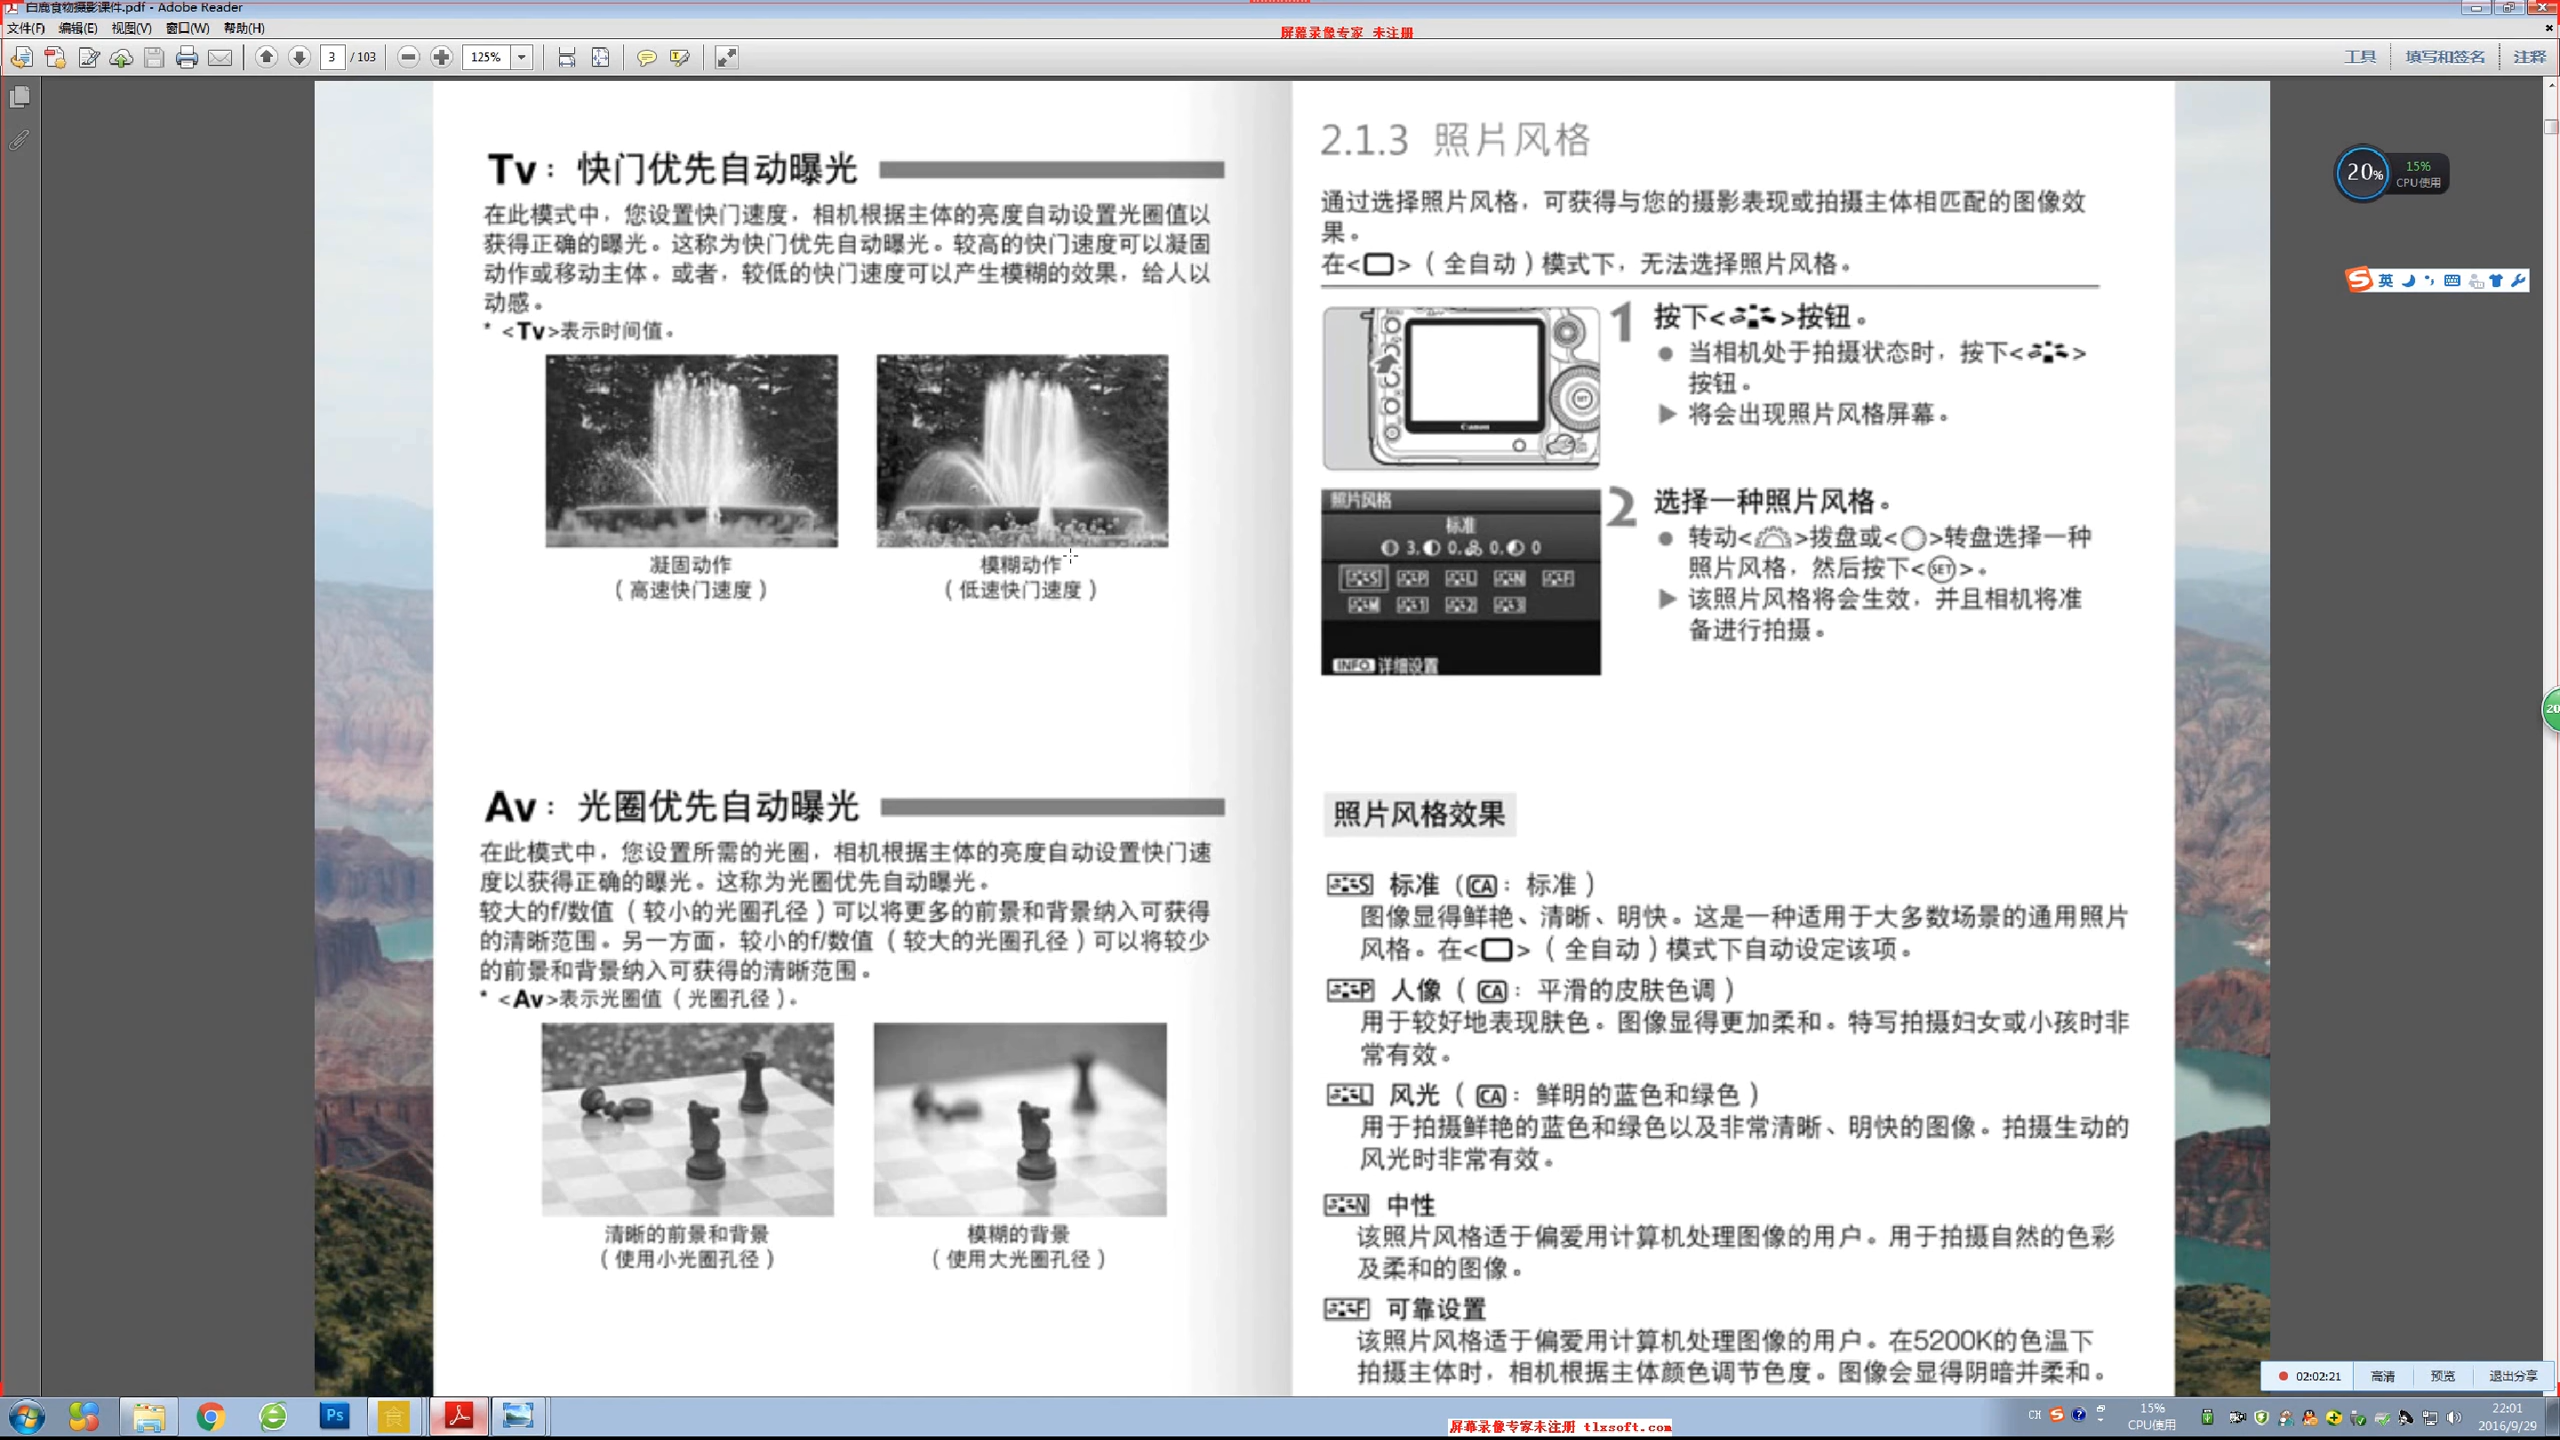 白鹿食物摄影课件.pdf - Adobe Reader
文件(F) 编辑(E) 视图(V) 窗口(W) 帮助(H)
屏幕录像专家 未注册
3 / 103 125%
工具 填写和签名 注释
Tv：快门优先自动曝光
在此模式中，您设置快门速度，相机根据主体的亮度自动设置光圈值以
获得正确的曝光。这称为快门优先自动曝光。较高的快门速度可以凝固
动作或移动主体。或者，较低的快门速度可以产生模糊的效果，给人以
动感。
* <Tv>表示时间值。
凝固动作
（高速快门速度）
模糊动作
（低速快门速度）
Av：光圈优先自动曝光
在此模式中，您设置所需的光圈，相机根据主体的亮度自动设置快门速
度以获得正确的曝光。这称为光圈优先自动曝光。
较大的f/数值（较小的光圈孔径）可以将更多的前景和背景纳入可获得
的清晰范围。另一方面，较小的f/数值（较大的光圈孔径）可以将较少
的前景和背景纳入可获得的清晰范围。
* <Av>表示光圈值（光圈孔径）。
清晰的前景和背景
（使用小光圈孔径）
模糊的背景
（使用大光圈孔径）
2.1.3 照片风格
通过选择照片风格，可获得与您的摄影表现或拍摄主体相匹配的图像效
果。
在< >（全自动）模式下，无法选择照片风格。
Canon
SET
1 按下< >按钮。
● 当相机处于拍摄状态时，按下< >
按钮。
▶ 将会出现照片风格屏幕。
照片风格
标准
3, 0, 0, 0
S P L N F
M 1 2 3
INFO. 详细设置
2 选择一种照片风格。
● 转动< >拨盘或< >转盘选择一种
照片风格，然后按下<SET>。
▶ 该照片风格将会生效，并且相机将准
备进行拍摄。
照片风格效果
S 标准（CA：标准）
图像显得鲜艳、清晰、明快。这是一种适用于大多数场景的通用照片
风格。在< >（全自动）模式下自动设定该项。
P 人像（CA：平滑的皮肤色调）
用于较好地表现肤色。图像显得更加柔和。特写拍摄妇女或小孩时非
常有效。
L 风光（CA：鲜明的蓝色和绿色）
用于拍摄鲜艳的蓝色和绿色以及非常清晰、明快的图像。拍摄生动的
风光时非常有效。
N 中性
该照片风格适于偏爱用计算机处理图像的用户。用于拍摄自然的色彩
及柔和的图像。
F 可靠设置
该照片风格适于偏爱用计算机处理图像的用户。在5200K的色温下
拍摄主体时，相机根据主体颜色调节色度。图像会显得阴暗并柔和。
20% 15%
CPU使用
英
20
02:02:21 高清 预览 退出分享
Ps 食
屏幕录像专家未注册 tlxsoft.com
CH
15%
CPU使用
22:01
2016/9/29